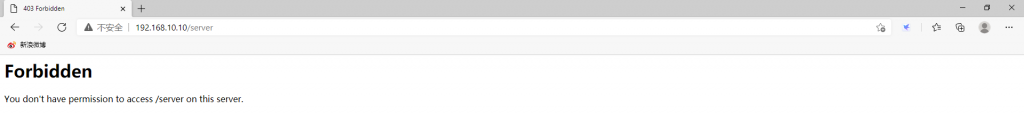 403 Forbidden
不安全 192.168.10.10/server
新浪微博
Forbidden
You don't have permission to access /server on this server.